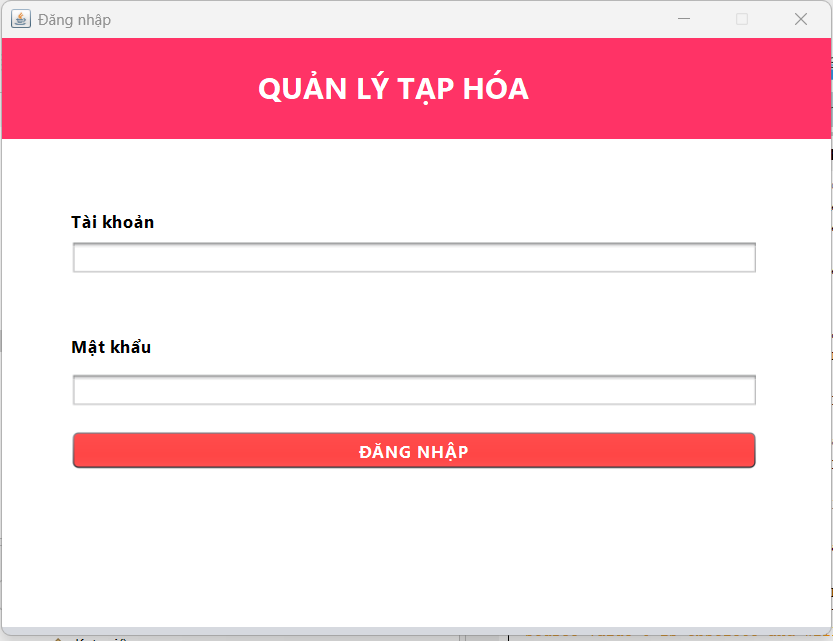 Đăng nhập
QUẢN LÝ TẠP HÓA
Tài khoản
Mật khẩu
ĐĂNG NHẬP